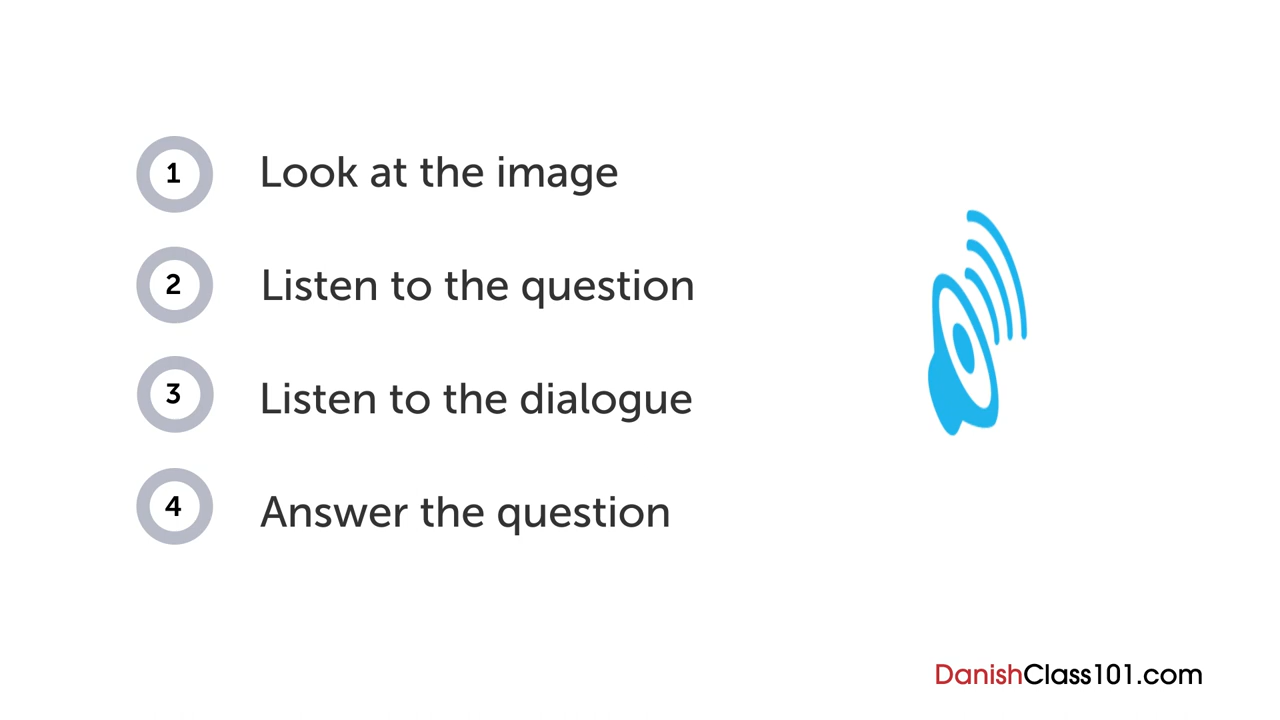 1 Look at the image
2 Listen to the question
3 Listen to the dialogue
4 Answer the question
DanishClass101.com